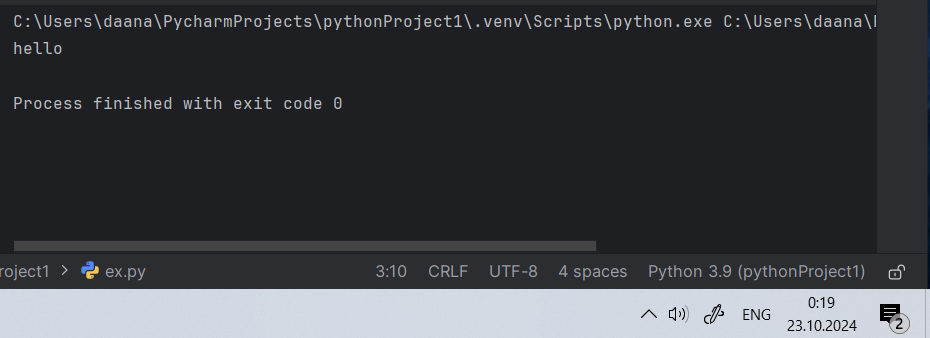 C:\Users\daana\PycharmProjects\pythonProject1\.venv\Scripts\python.exe C:\Users\daana\
hello
Process finished with exit code 0
roject1 > ex.py 3:10 CRLF UTF-8 4 spaces Python 3.9 (pythonProject1)
ENG 0:19
23.10.2024 2